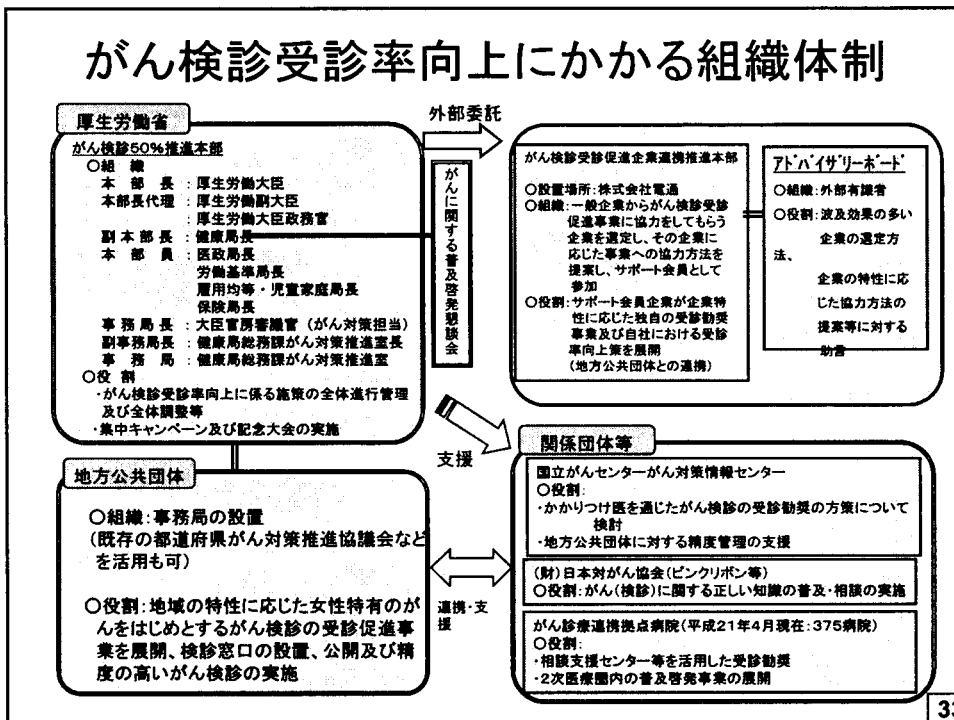 がん検診受診率向上にかかる組織体制
厚生労働省
がん検診50%推進本部
○組 織
本 部 長 :厚生労働大臣
本部長代理 :厚生労働副大臣
:厚生労働大臣政務官
副本部長 :健康局長
本 部 員 :医政局長
労働基準局長
雇用均等・児童家庭局長
保険局長
事務局長 :大臣官房審議官(がん対策担当)
副事務局長 :健康局総務課がん対策推進室長
事 務 局 :健康局総務課がん対策推進室
○役 割
・がん検診受診率向上に係る施策の全体進行管理
及び全体調整等
・集中キャンペーン及び記念大会の実施
がんに関する普及啓発懇談会
外部委託
がん検診受診促進企業連携推進本部
○設置場所:株式会社電通
○組織:一般企業からがん検診受診
促進事業に協力をしてもらう
企業を選定し、その企業に
応じた事業への協力方法を
提案し、サポート会員として
参加
○役割:サポート会員企業が企業特
性に応じた独自の受診勧奨
事業及び自社における受診
率向上策を展開
(地方公共団体との連携)
アドバイザリーボード
○組織:外部有識者
○役割:波及効果の多い
企業の選定方
法、
企業の特性に応
じた協力方法の
提案等に対する
助言
支援
地方公共団体
○組織:事務局の設置
(既存の都道府県がん対策推進協議会など
を活用も可)
○役割:地域の特性に応じた女性特有のが
んをはじめとするがん検診の受診促進事
業を展開、検診窓口の設置、公開及び精
度の高いがん検診の実施
連携・支
援
関係団体等
国立がんセンターがん対策情報センター
○役割:
・かかりつけ医を通じたがん検診の受診勧奨の方策について
検討
・地方公共団体に対する精度管理の支援
(財)日本対がん協会(ピンクリボン等)
○役割:がん(検診)に関する正しい知識の普及・相談の実施
がん診療連携拠点病院(平成21年4月現在:375病院)
○役割:
・相談支援センター等を活用した受診勧奨
・2次医療圏内の普及啓発事業の展開
33